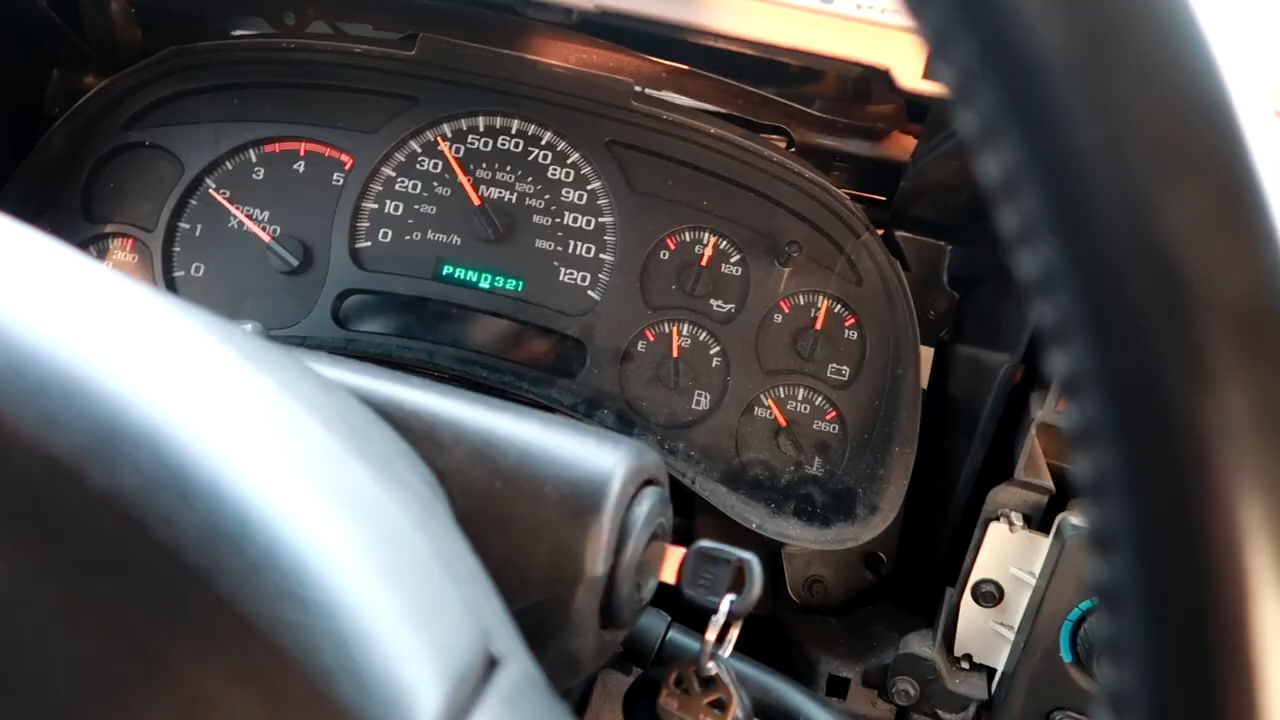 0 1 2 3 4 5
RPM
X1000
0 10 20 30 40 50 60 70 80 90 100 110 120
20 40 80 100 120 140 160 180
MPH
0 km/h
PRND321
0 60 120
9 14 19
E 1/2 F
160 210 260
300